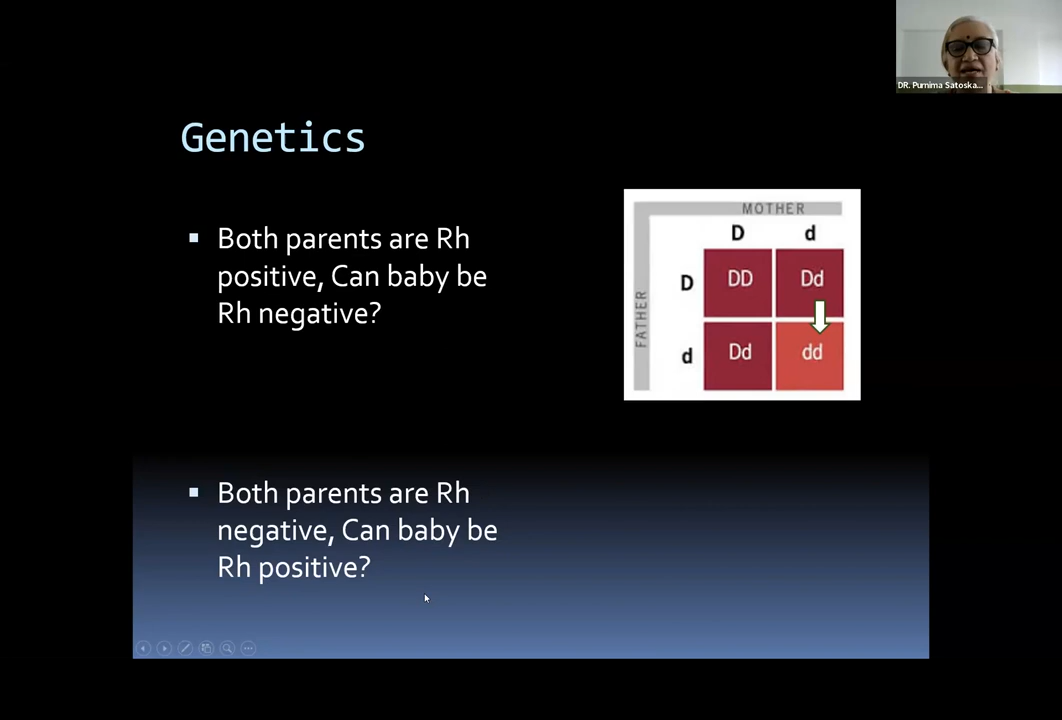 DR. Purnima Satoska...
Genetics
Both parents are Rh
positive, Can baby be
Rh negative?
MOTHER
D d
FATHER
D DD Dd
d Dd dd
Both parents are Rh
negative, Can baby be
Rh positive?